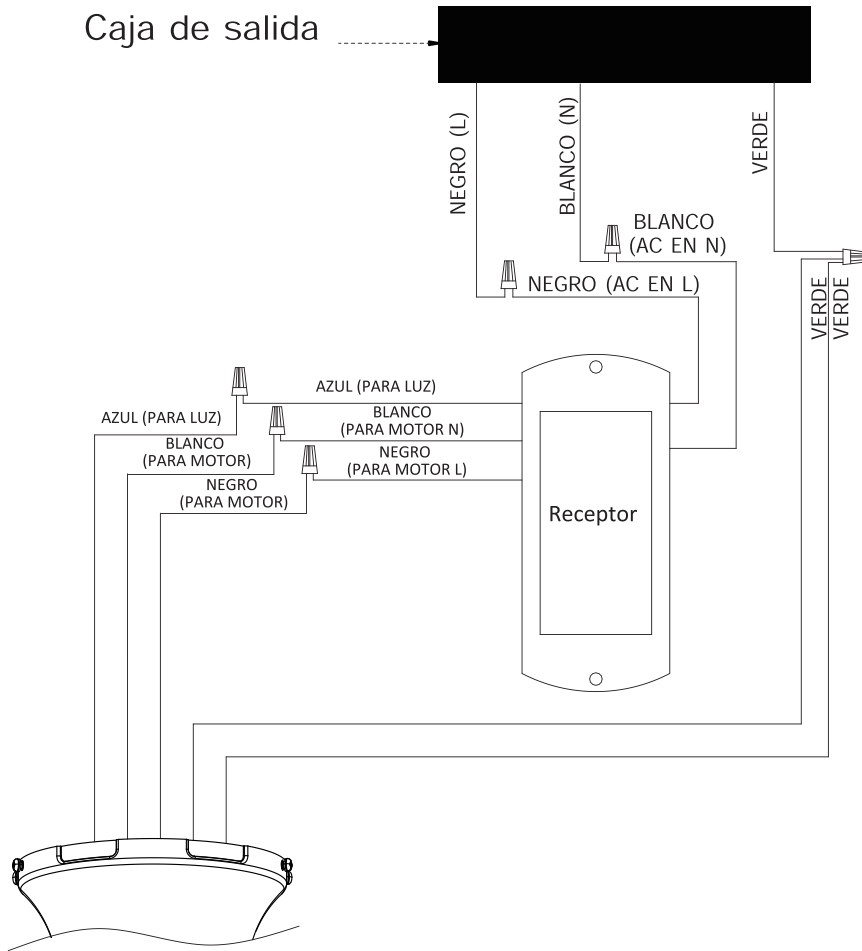 Caja de salida
NEGRO (L)
BLANCO (N)
VERDE
BLANCO
(AC EN N)
NEGRO (AC EN L)
VERDE
VERDE
AZUL (PARA LUZ)
BLANCO
(PARA MOTOR N)
NEGRO
(PARA MOTOR L)
AZUL (PARA LUZ)
BLANCO
(PARA MOTOR)
NEGRO
(PARA MOTOR)
Receptor